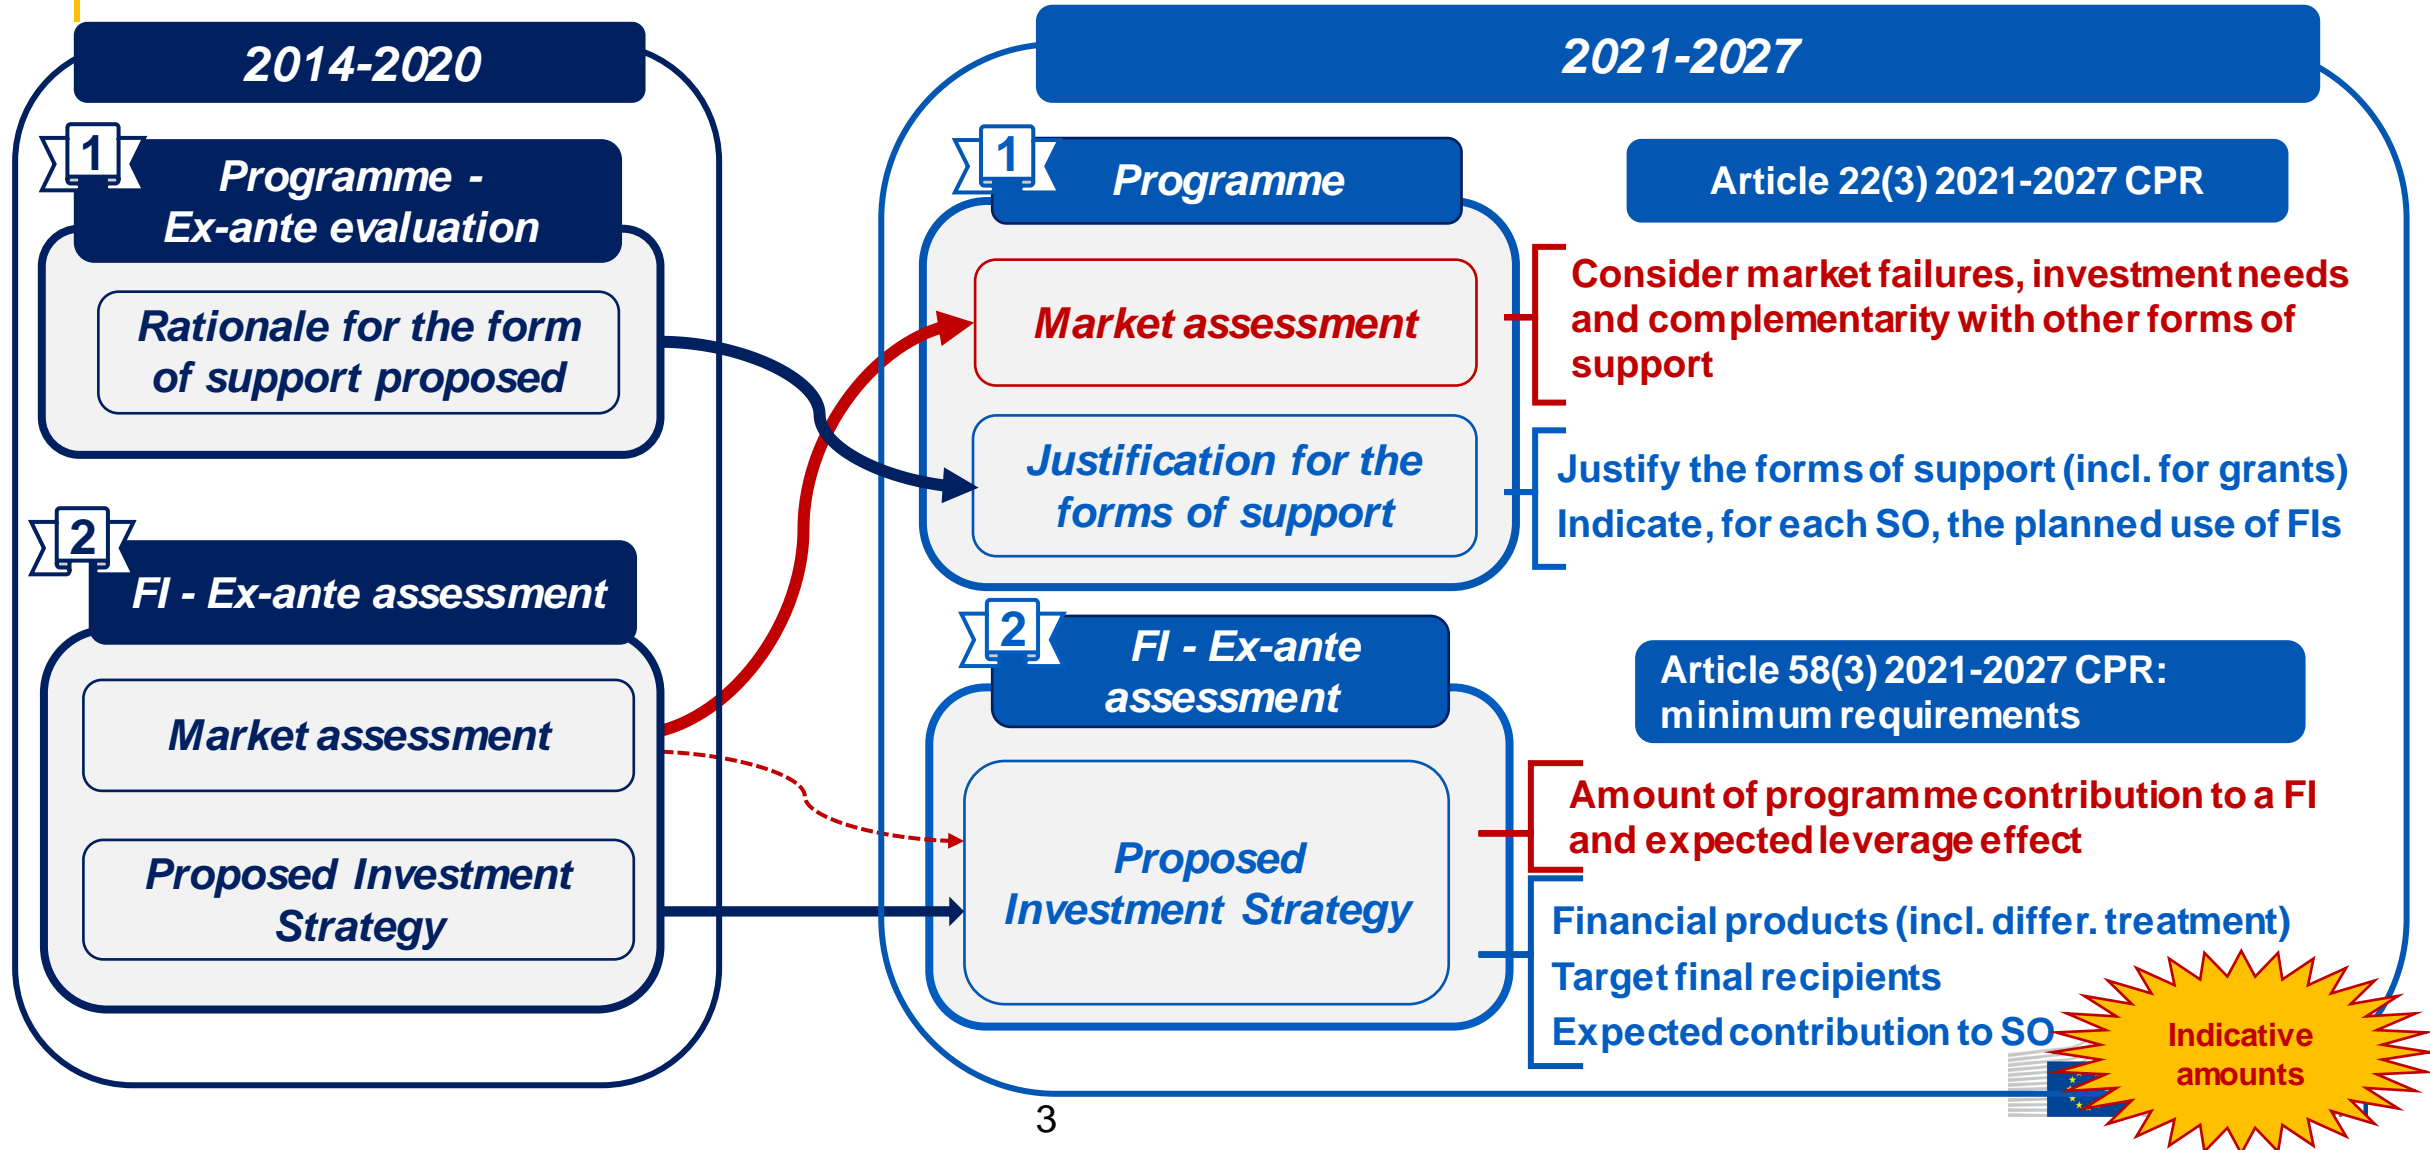 2014-2020
1
Programme -
Ex-ante evaluation
Rationale for the form
of support proposed
2
FI - Ex-ante assessment
Market assessment
Proposed Investment
Strategy
2021-2027
1
Programme
Market assessment
Justification for the
forms of support
Article 22(3) 2021-2027 CPR
Consider market failures, investment needs
and complementarity with other forms of
support
Justify the forms of support (incl. for grants)
Indicate, for each SO, the planned use of FIs
2
FI - Ex-ante
assessment
Proposed
Investment Strategy
Article 58(3) 2021-2027 CPR:
minimum requirements
Amount of programme contribution to a FI
and expected leverage effect
Financial products (incl. differ. treatment)
Target final recipients
Expected contribution to SO
Indicative
amounts
3